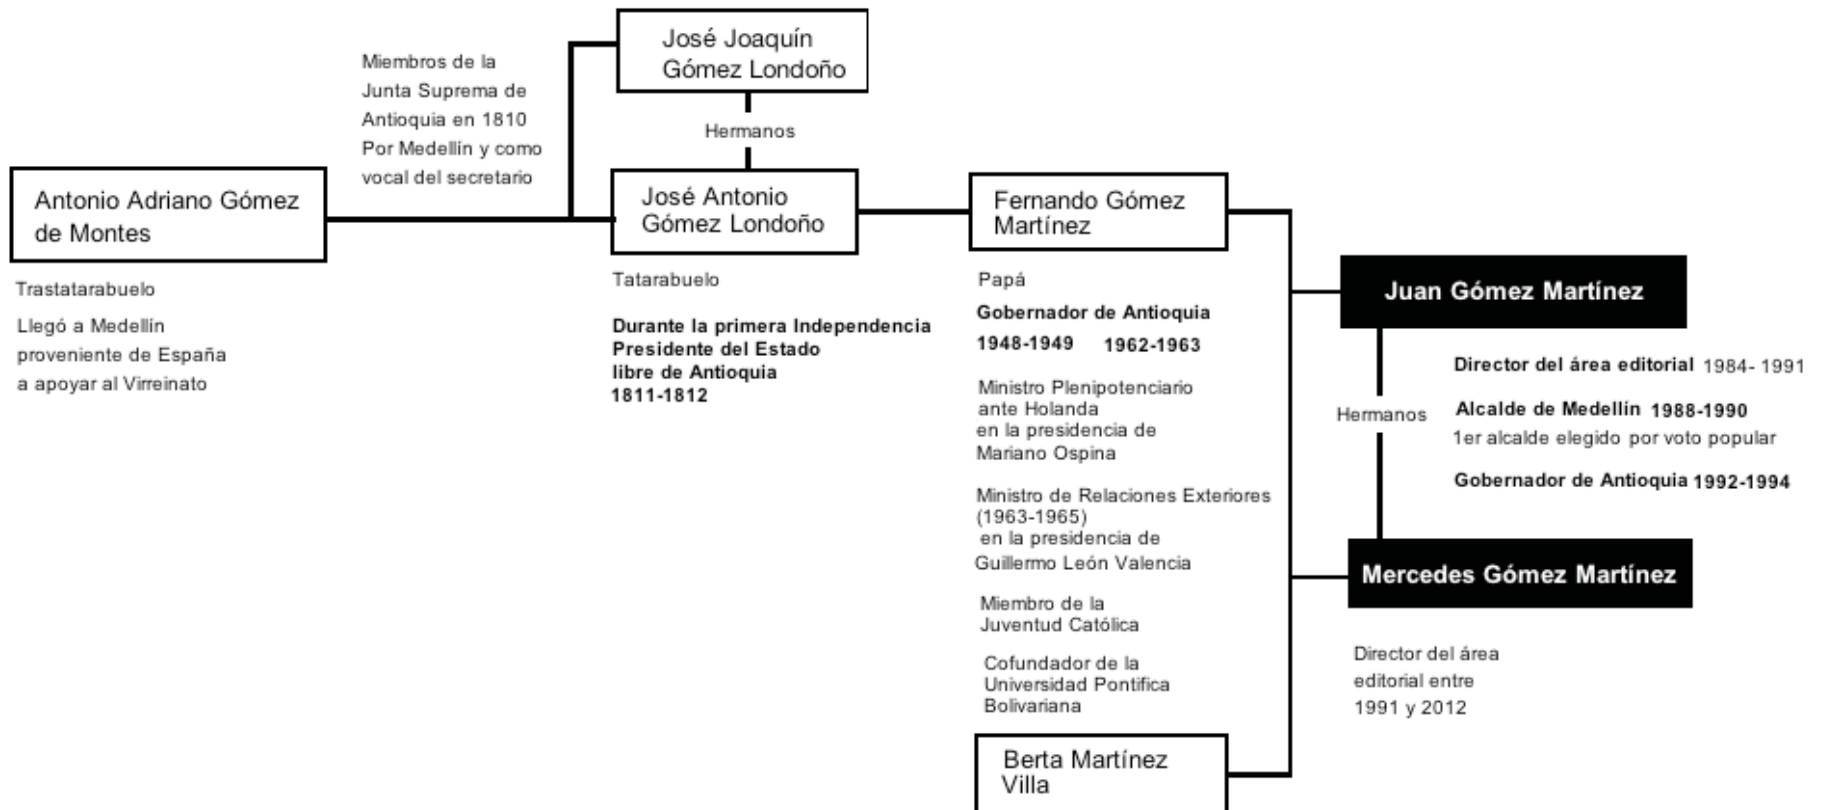 José Joaquín
Gómez Londoño
Miembros de la
Junta Suprema de
Antioquia en 1810
Por Medellín y como
vocal del secretario
Hermanos
Antonio Adriano Gómez
de Montes
Trastatarabuelo
Llegó a Medellín
proveniente de España
a apoyar al Virreinato
José Antonio
Gómez Londoño
Tatarabuelo
Durante la primera Independencia
Presidente del Estado
libre de Antioquia
1811-1812
Fernando Gómez
Martínez
Papá
Gobernador de Antioquia
1948-1949 1962-1963
Ministro Plenipotenciario
ante Holanda
en la presidencia de
Mariano Ospina
Ministro de Relaciones Exteriores
(1963-1965)
en la presidencia de
Guillermo León Valencia
Miembro de la
Juventud Católica
Cofundador de la
Universidad Pontifica
Bolivariana
Berta Martínez
Villa
Juan Gómez Martínez
Director del área editorial 1984- 1991
Alcalde de Medellín 1988-1990
1er alcalde elegido por voto popular
Gobernador de Antioquia 1992-1994
Hermanos
Mercedes Gómez Martínez
Director del área
editorial entre
1991 y 2012